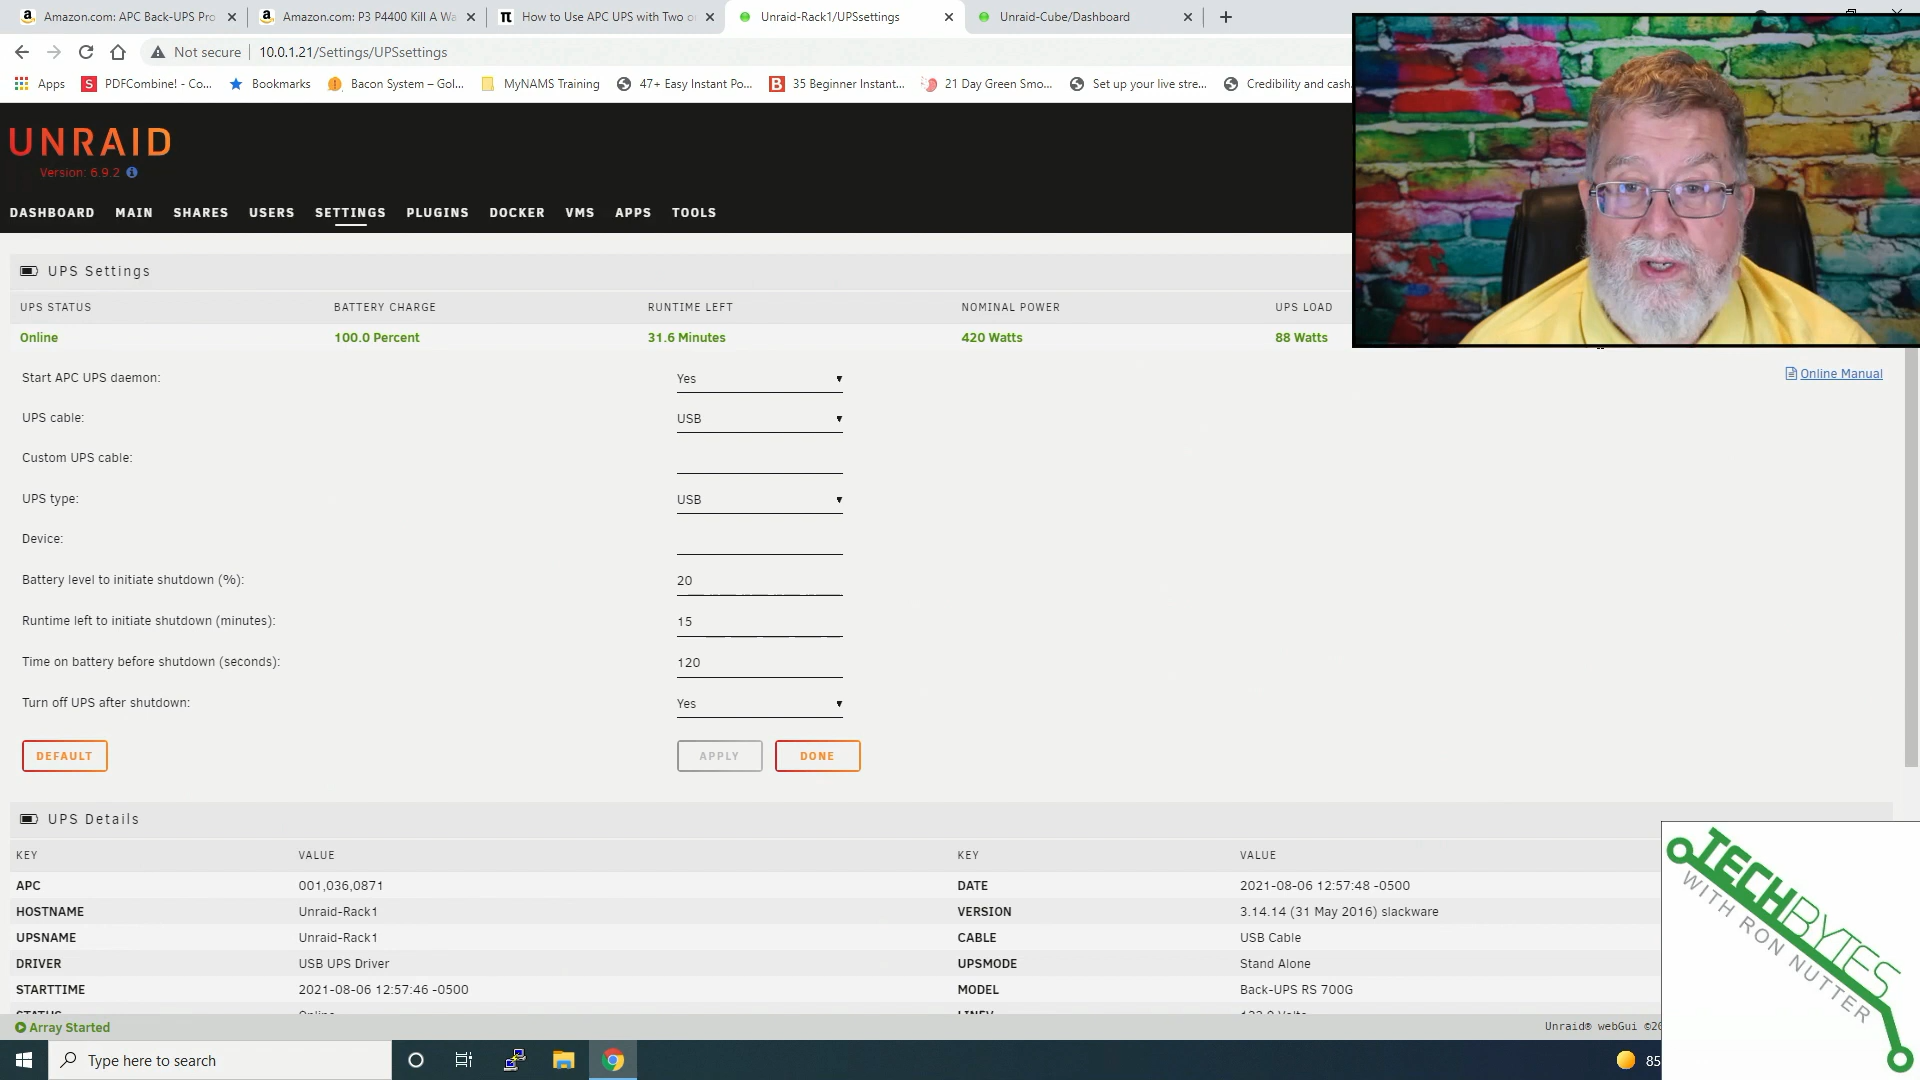 Amazon.com: APC Back-UPS Pro
Amazon.com: P3 P4400 Kill A Wa
How to Use APC UPS with Two o
Unraid-Rack1/UPSsettings
Unraid-Cube/Dashboard
Not secure
10.0.1.21/Settings/UPSsettings
Apps
PDFCombine! - Co...
Bookmarks
Bacon System – Gol...
MyNAMS Training
47+ Easy Instant Po...
35 Beginner Instant...
21 Day Green Smo...
Set up your live stre...
Credibility and cash
UNRAID
Version: 6.9.2
DASHBOARD MAIN SHARES USERS SETTINGS PLUGINS DOCKER VMS APPS TOOLS
UPS Settings
UPS STATUS BATTERY CHARGE RUNTIME LEFT NOMINAL POWER UPS LOAD
Online 100.0 Percent 31.6 Minutes 420 Watts 88 Watts
Online Manual
Start APC UPS daemon: Yes
UPS cable: USB
Custom UPS cable:
UPS type: USB
Device:
Battery level to initiate shutdown (%): 20
Runtime left to initiate shutdown (minutes): 15
Time on battery before shutdown (seconds): 120
Turn off UPS after shutdown: Yes
DEFAULT APPLY DONE
UPS Details
KEY VALUE KEY VALUE
APC 001,036,0871 DATE 2021-08-06 12:57:48 -0500
HOSTNAME Unraid-Rack1 VERSION 3.14.14 (31 May 2016) slackware
UPSNAME Unraid-Rack1 CABLE USB Cable
DRIVER USB UPS Driver UPSMODE Stand Alone
STARTTIME 2021-08-06 12:57:46 -0500 MODEL Back-UPS RS 700G
Array Started
Unraid® webGui ©20
Type here to search
85
TECHBYTES
WITH RON NUTTER